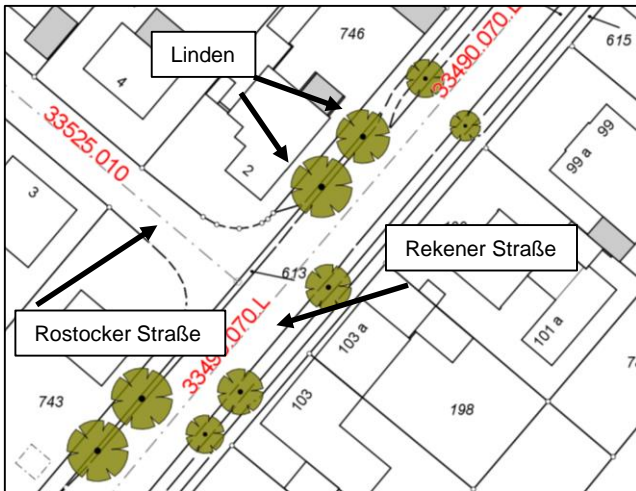 746
615
33490.070.L
Linden
4
33525.010
99
99 a
2
3
Rekener Straße
613
Rostocker Straße
33490.070.L
103 a
101 a
743
103
198